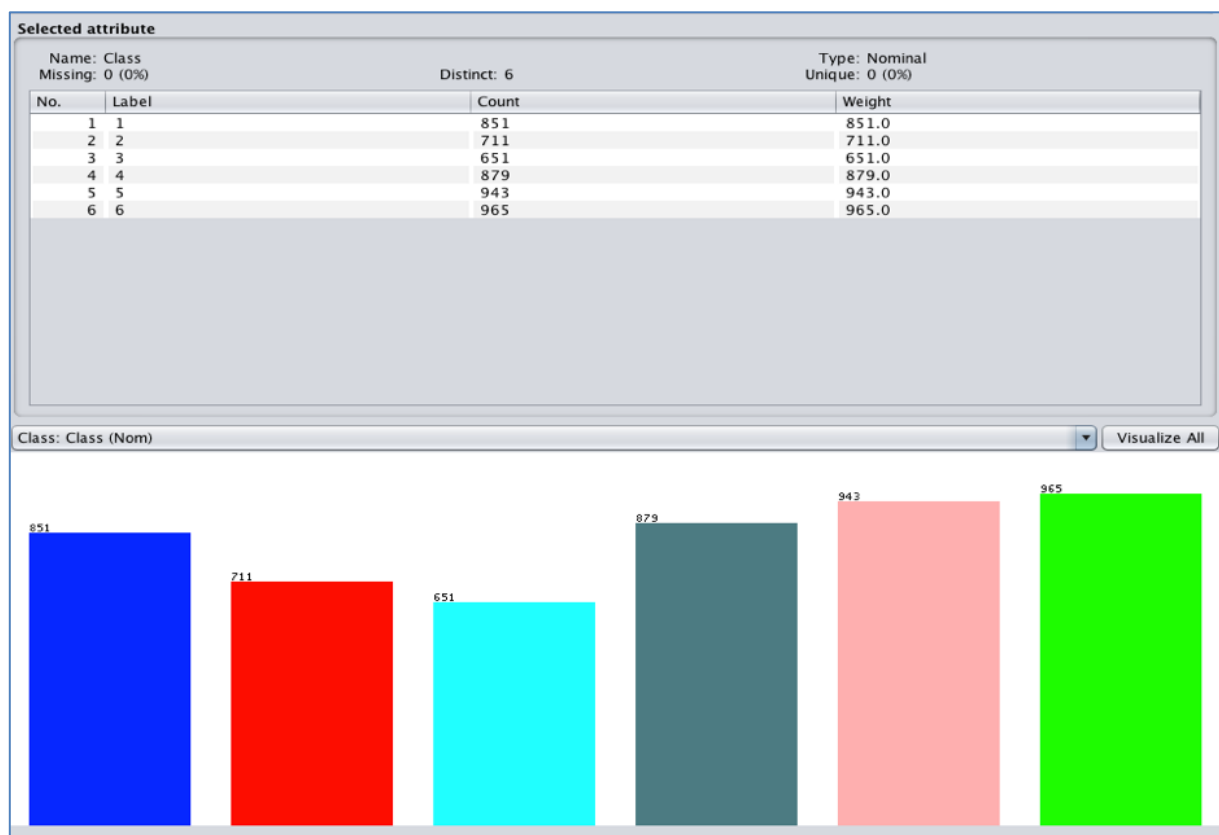 Selected attribute
Name: Class Type: Nominal
Missing: 0 (0%) Distinct: 6 Unique: 0 (0%)
No. Label Count Weight
1 1 851 851.0
2 2 711 711.0
3 3 651 651.0
4 4 879 879.0
5 5 943 943.0
6 6 965 965.0
Class: Class (Nom) Visualize All
851 711 651 879 943 965